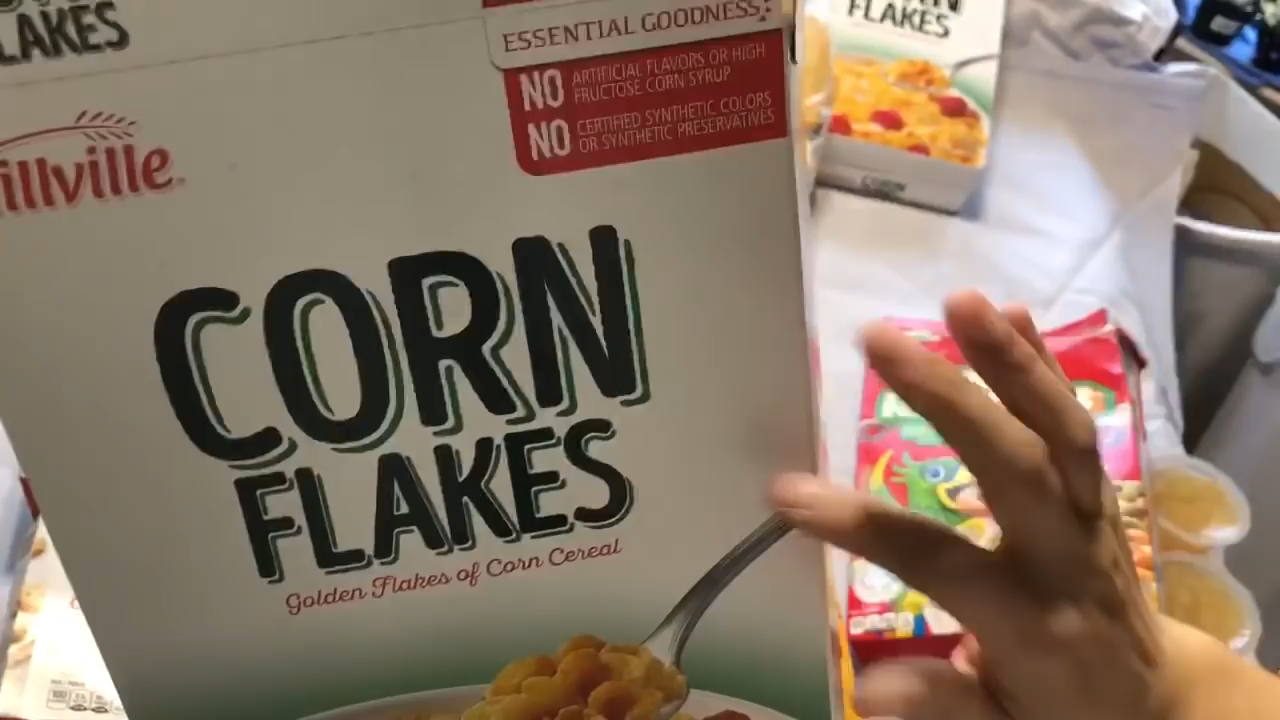 LAKES
illville
ESSENTIAL GOODNESS
NO ARTIFICIAL FLAVORS OR HIGH
FRUCTOSE CORN SYRUP
NO CERTIFIED SYNTHETIC COLORS
OR SYNTHETIC PRESERVATIVES
CORN
FLAKES
Golden Flakes of Corn Cereal
FLAKES
CORN